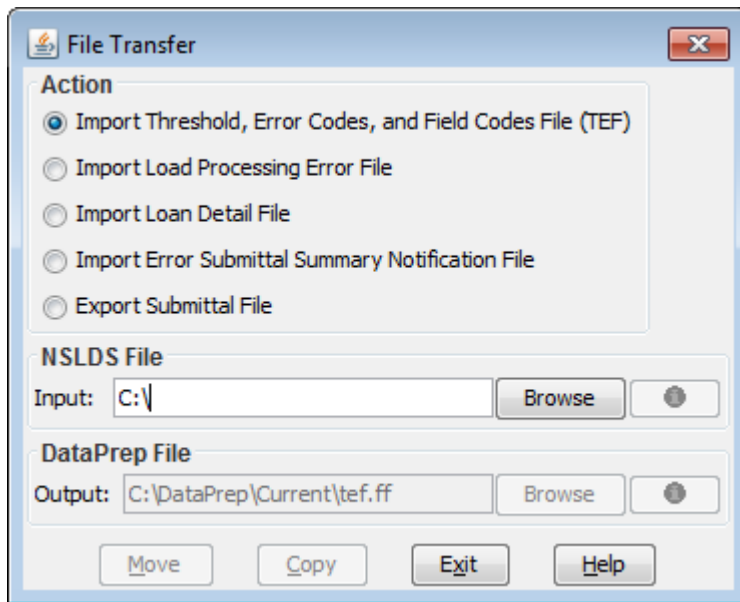 File Transfer
Action
Import Threshold, Error Codes, and Field Codes File (TEF)
Import Load Processing Error File
Import Loan Detail File
Import Error Submittal Summary Notification File
Export Submittal File
NSLDS File
Input: C:\ Browse
DataPrep File
Output: C:\DataPrep\Current\tef.ff Browse
Move Copy Exit Help